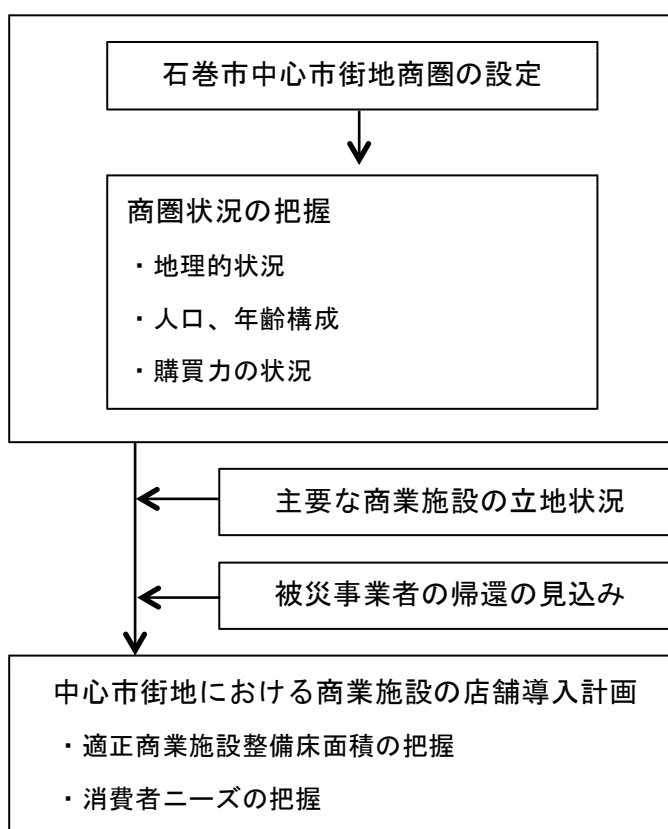 石巻市中心市街地商圏の設定
商圏状況の把握
・地理的状況
・人口、年齢構成
・購買力の状況
主要な商業施設の立地状況
被災事業者の帰還の見込み
中心市街地における商業施設の店舗導入計画
・適正商業施設整備床面積の把握
・消費者ニーズの把握